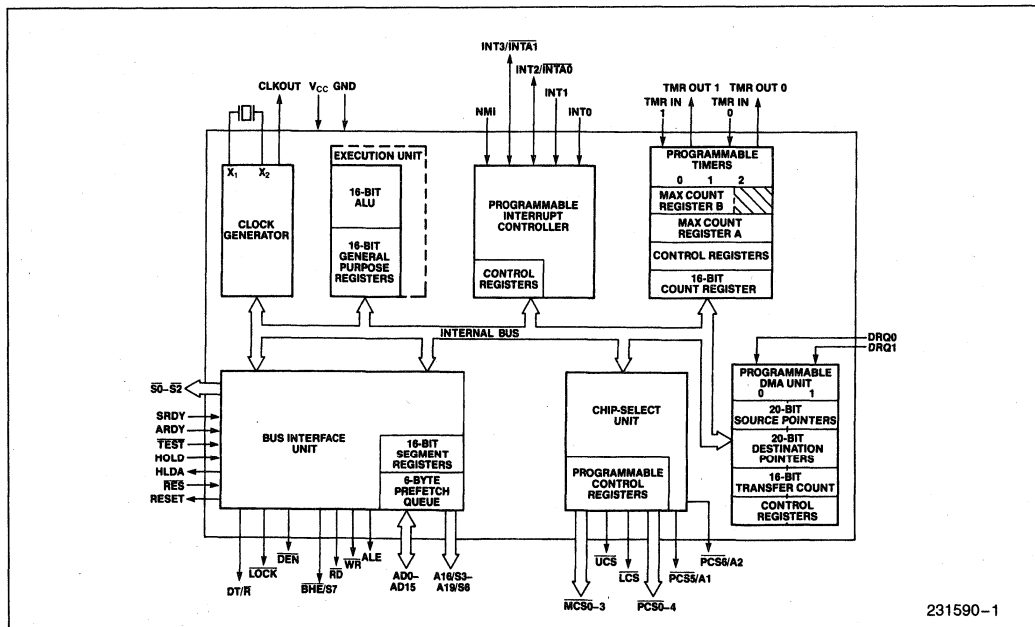 INT3/INTA1
INT2/INTA0
CLKOUT VCC GND
INT1
NMI
INT0
TMR OUT 1 TMR OUT 0
TMR IN 1
TMR IN 0
X1 X2
CLOCK
GENERATOR
EXECUTION UNIT
16-BIT
ALU
16-BIT
GENERAL
PURPOSE
REGISTERS
PROGRAMMABLE
INTERRUPT
CONTROLLER
CONTROL
REGISTERS
PROGRAMMABLE
TIMERS
0 1 2
MAX COUNT
REGISTER B
MAX COUNT
REGISTER A
CONTROL REGISTERS
16-BIT
COUNT REGISTER
INTERNAL BUS
DRQ0
DRQ1
PROGRAMMABLE
DMA UNIT
0 1
20-BIT
SOURCE POINTERS
20-BIT
DESTINATION
POINTERS
16-BIT
TRANSFER COUNT
CONTROL
REGISTERS
S0–S2
SRDY
ARDY
TEST
HOLD
HLDA
RES
RESET
BUS INTERFACE
UNIT
16-BIT
SEGMENT
REGISTERS
6-BYTE
PREFETCH
QUEUE
CHIP-SELECT
UNIT
PROGRAMMABLE
CONTROL
REGISTERS
DT/R
LOCK
DEN
BHE/S7
RD
WR
ALE
AD0–
AD15
A16/S3–
A19/S6
MCS0–3
UCS
LCS
PCS0–4
PCS5/A1
PCS6/A2
231590–1